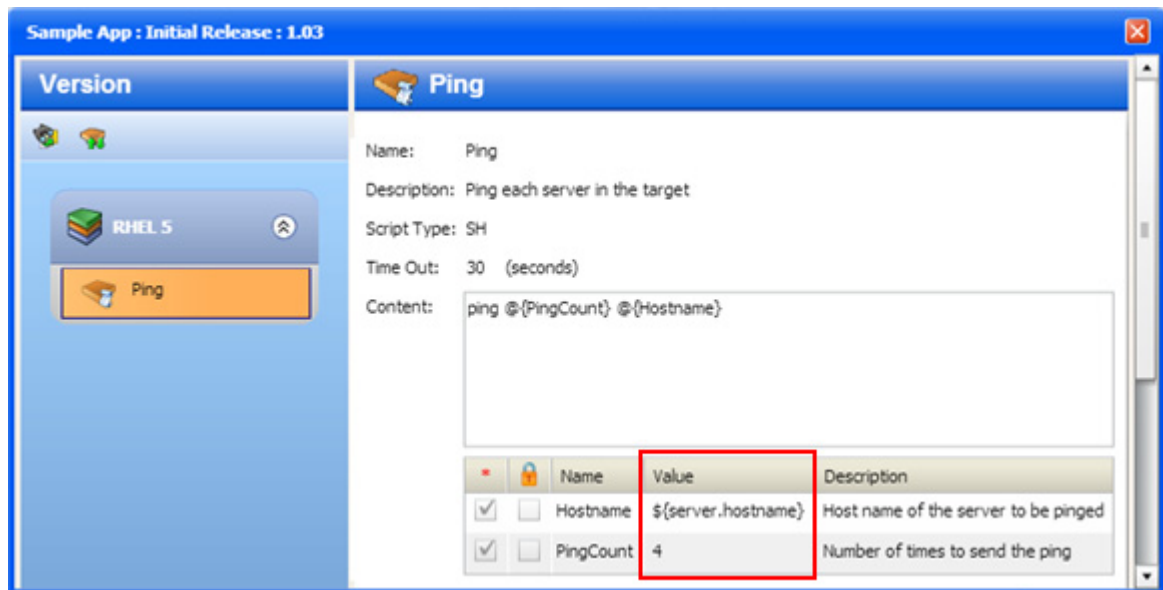 Sample App : Initial Release : 1.03
Version
Ping
RHEL 5
Ping
Name: Ping
Description: Ping each server in the target
Script Type: SH
Time Out: 30 (seconds)
Content: ping @{PingCount} @{Hostname}
* Name Value Description
Hostname ${server.hostname} Host name of the server to be pinged
PingCount 4 Number of times to send the ping